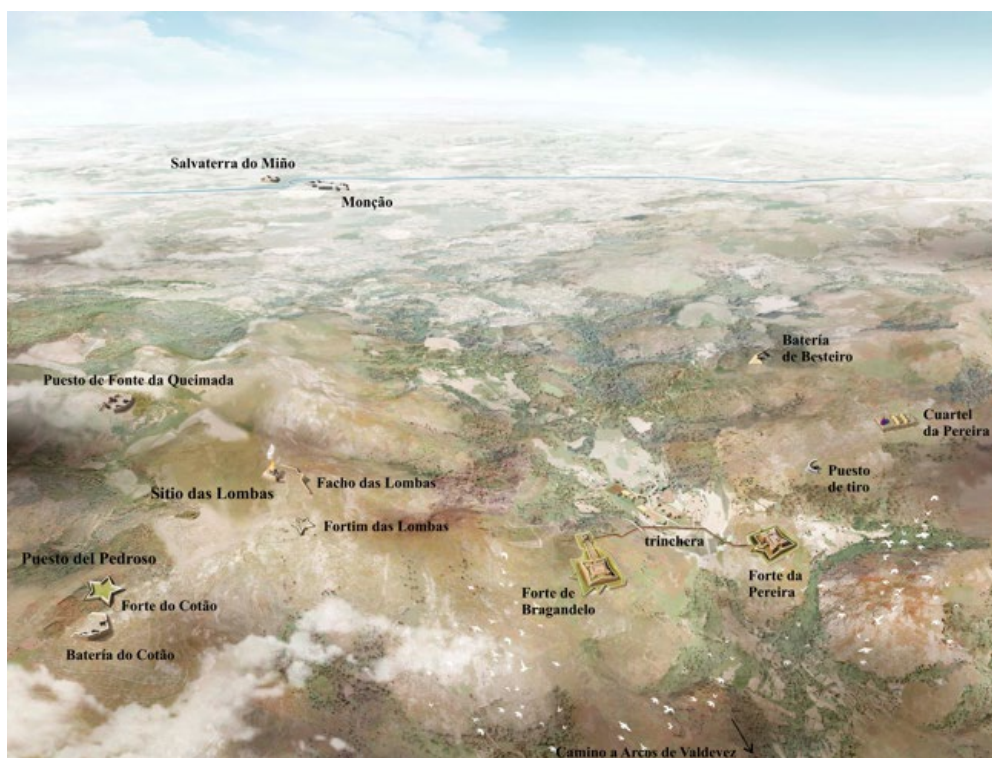 Salvaterra do Miño
Monção
Batería
de Besteiro
Puesto de Fonte da Queimada
Cuartel
da Pereira
Puesto
de tiro
Facho das Lombas
Sitio das Lombas
Fortim das Lombas
trinchera
Puesto del Pedroso
Forte da
Pereira
Forte de
Bragandelo
Forte do Cotão
Batería do Cotão
Camino a Arcos de Valdevez